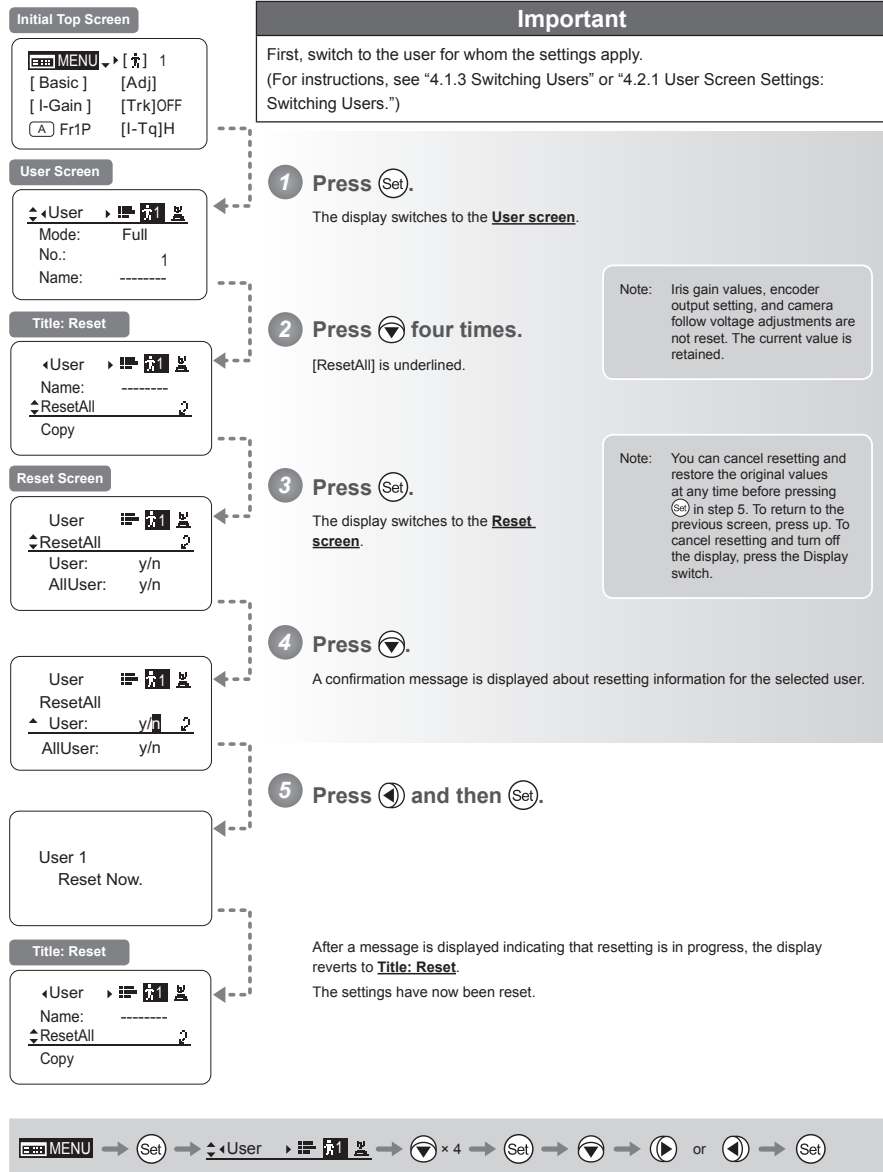 Initial Top Screen
MENU [ ] 1
[ Basic ] [Adj]
[ I-Gain ] [Trk]OFF
A Fr1P [I-Tq]H
Important
First, switch to the user for whom the settings apply.
(For instructions, see “4.1.3 Switching Users” or “4.2.1 User Screen Settings:
Switching Users.”)
User Screen
User 1
Mode: Full
No.: 1
Name: --------
1 Press Set.
The display switches to the User screen.
Title: Reset
User 1
Name: --------
ResetAll
Copy
2 Press four times.
[ResetAll] is underlined.
Note: Iris gain values, encoder
output setting, and camera
follow voltage adjustments are
not reset. The current value is
retained.
Reset Screen
User 1
ResetAll
User: y/n
AllUser: y/n
3 Press Set.
The display switches to the Reset
screen.
Note: You can cancel resetting and
restore the original values
at any time before pressing
Set in step 5. To return to the
previous screen, press up. To
cancel resetting and turn off
the display, press the Display
switch.
User 1
ResetAll
User: y/n
AllUser: y/n
4 Press .
A confirmation message is displayed about resetting information for the selected user.
5 Press and then Set.
User 1
Reset Now.
After a message is displayed indicating that resetting is in progress, the display
reverts to Title: Reset.
The settings have now been reset.
Title: Reset
User 1
Name: --------
ResetAll
Copy
MENU Set User 1 × 4 Set or Set